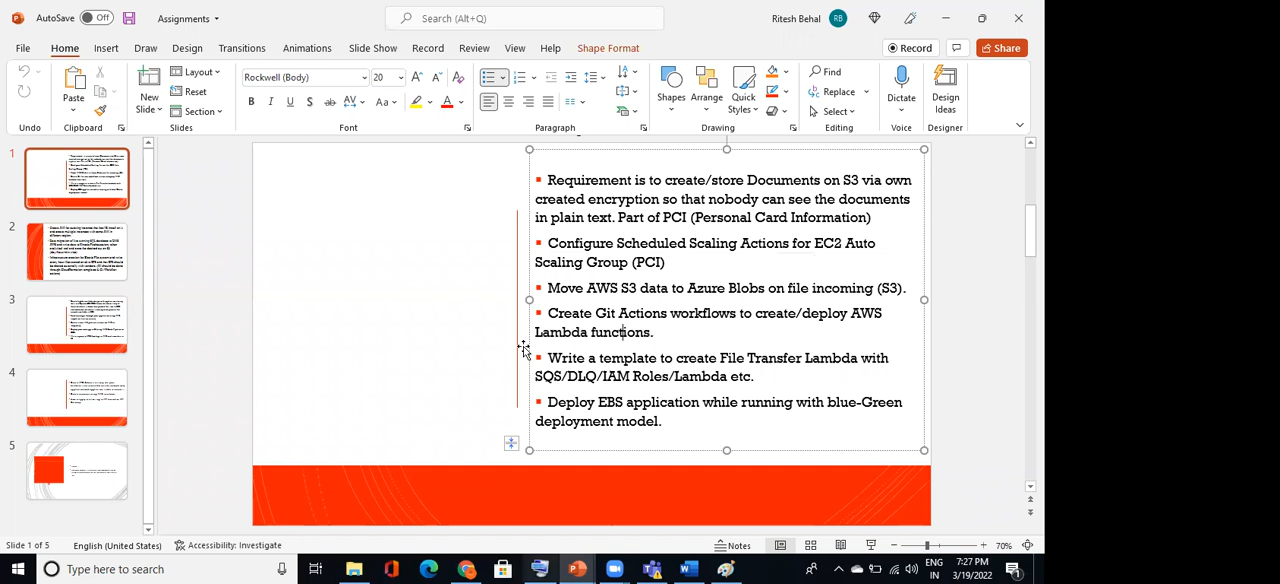 AutoSave Off Assignments Search (Alt+Q) Ritesh Behal RB
File Home Insert Draw Design Transitions Animations Slide Show Record Review View Help Shape Format Record Share
Paste New Slide Layout Reset Section Rockwell (Body) 20 Shapes Arrange Quick Styles Find Replace Select Dictate Design Ideas
Undo Clipboard Slides Font Paragraph Drawing Editing Voice Designer
1
2
3
4
5
Requirement is to create/store Documents on S3 via own
created encryption so that nobody can see the documents
in plain text. Part of PCI (Personal Card Information)
Configure Scheduled Scaling Actions for EC2 Auto
Scaling Group (PCI)
Move AWS S3 data to Azure Blobs on file incoming (S3).
Create Git Actions workflows to create/deploy AWS
Lambda functions.
Write a template to create File Transfer Lambda with
SQS/DLQ/IAM Roles/Lambda etc.
Deploy EBS application while running with blue-Green
deployment model.
Slide 1 of 5 English (United States) Accessibility: Investigate Notes 70%
Type here to search ENG IN 7:27 PM 3/19/2022 1